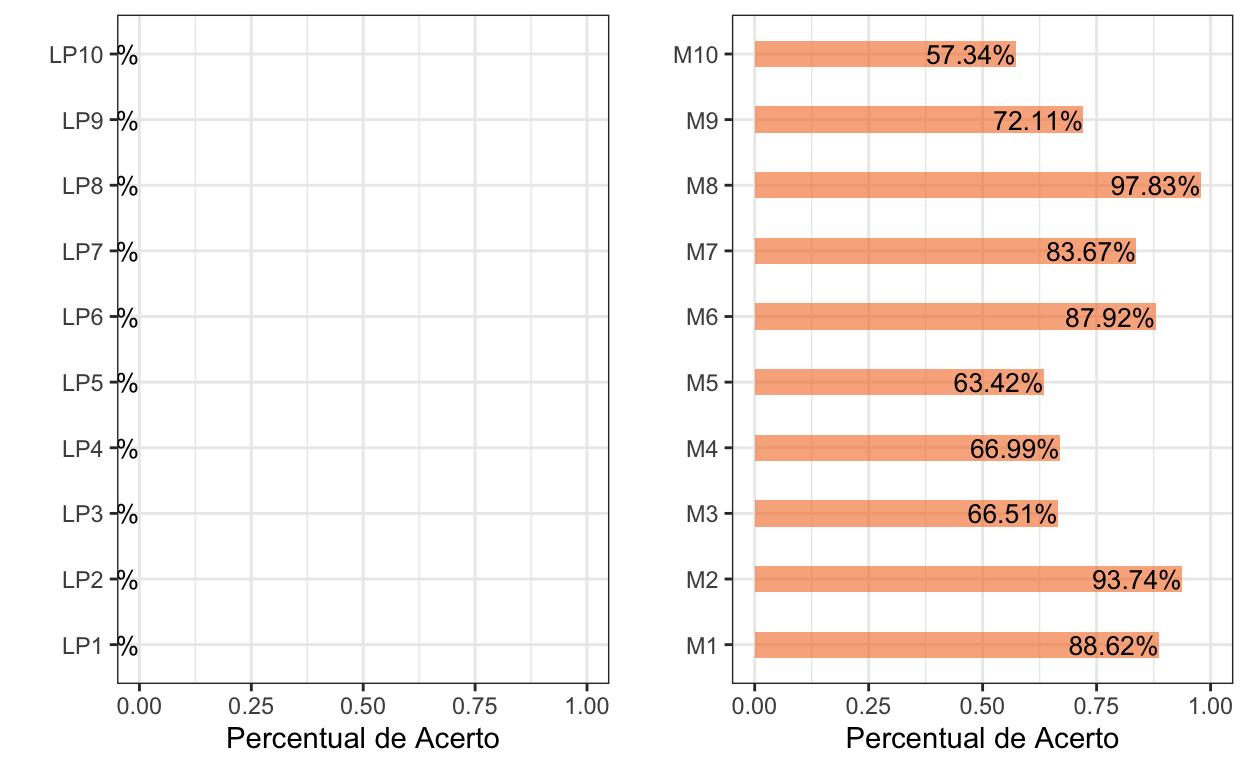 LP10 %
LP9 %
LP8 %
LP7 %
LP6 %
LP5 %
LP4 %
LP3 %
LP2 %
LP1 %
0.00 0.25 0.50 0.75 1.00
Percentual de Acerto
M10 57.34%
M9 72.11%
M8 97.83%
M7 83.67%
M6 87.92%
M5 63.42%
M4 66.99%
M3 66.51%
M2 93.74%
M1 88.62%
0.00 0.25 0.50 0.75 1.00
Percentual de Acerto